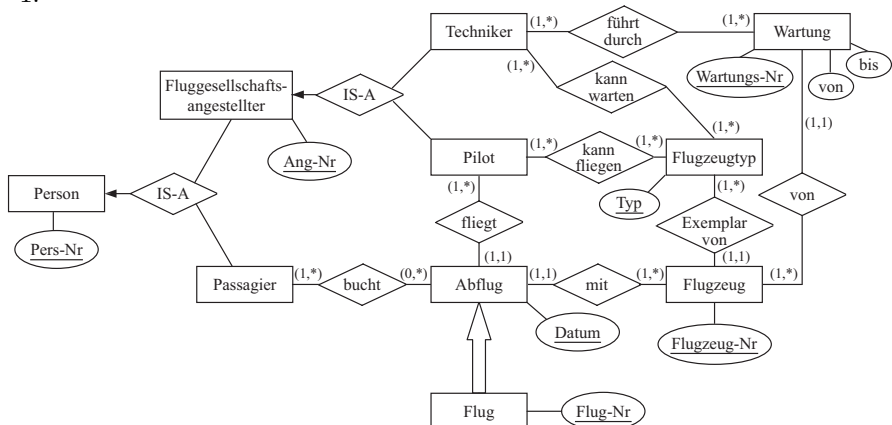 1.
Techniker
(1,*)
führt
durch
(1,*)
Wartung
(1,*)
Wartungs-Nr
von
bis
Fluggesellschafts-
angestellter
IS-A
kann
warten
(1,1)
Ang-Nr
(1,*)
Pilot
(1,*)
kann
fliegen
(1,*)
Flugzeugtyp
Person
IS-A
(1,*)
Typ
(1,*)
von
Pers-Nr
fliegt
Exemplar
von
(1,1)
(1,1)
Passagier
(1,*)
bucht
(0,*)
Abflug
(1,1)
mit
(1,*)
Flugzeug
(1,*)
Datum
Flugzeug-Nr
Flug
Flug-Nr